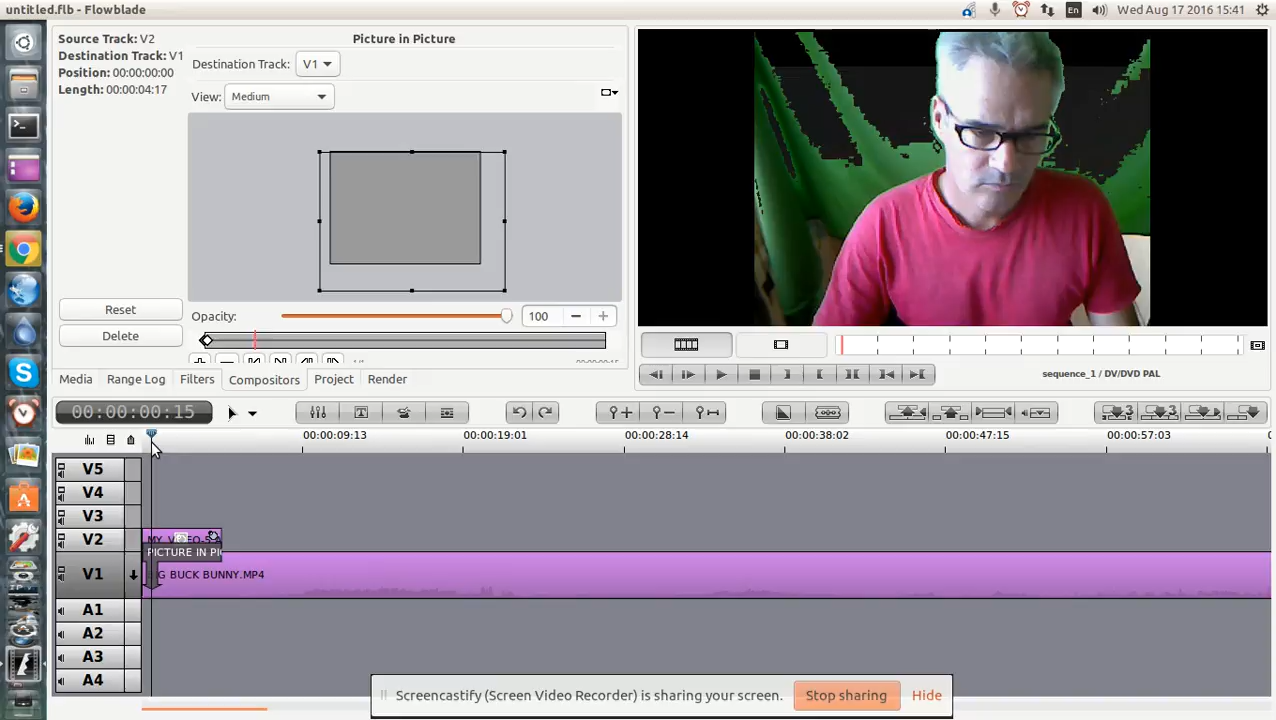 untitled.flb - Flowblade
En
Wed Aug 17 2016 15:41
Source Track: V2
Destination Track: V1
Position: 00:00:00:00
Length: 00:00:04:17
Picture in Picture
Destination Track: V1
View: Medium
Opacity: 100
Reset
Delete
Media
Range Log
Filters
Compositors
Project
Render
sequence_1 / DV/DVD PAL
00:00:00:15
3
3
00:00:09:13
00:00:19:01
00:00:28:14
00:00:38:02
00:00:47:15
00:00:57:03
V5
V4
V3
V2
PICTURE IN PI
V1
BUCK BUNNY.MP4
A1
A2
A3
A4
Screencastify (Screen Video Recorder) is sharing your screen.
Stop sharing
Hide